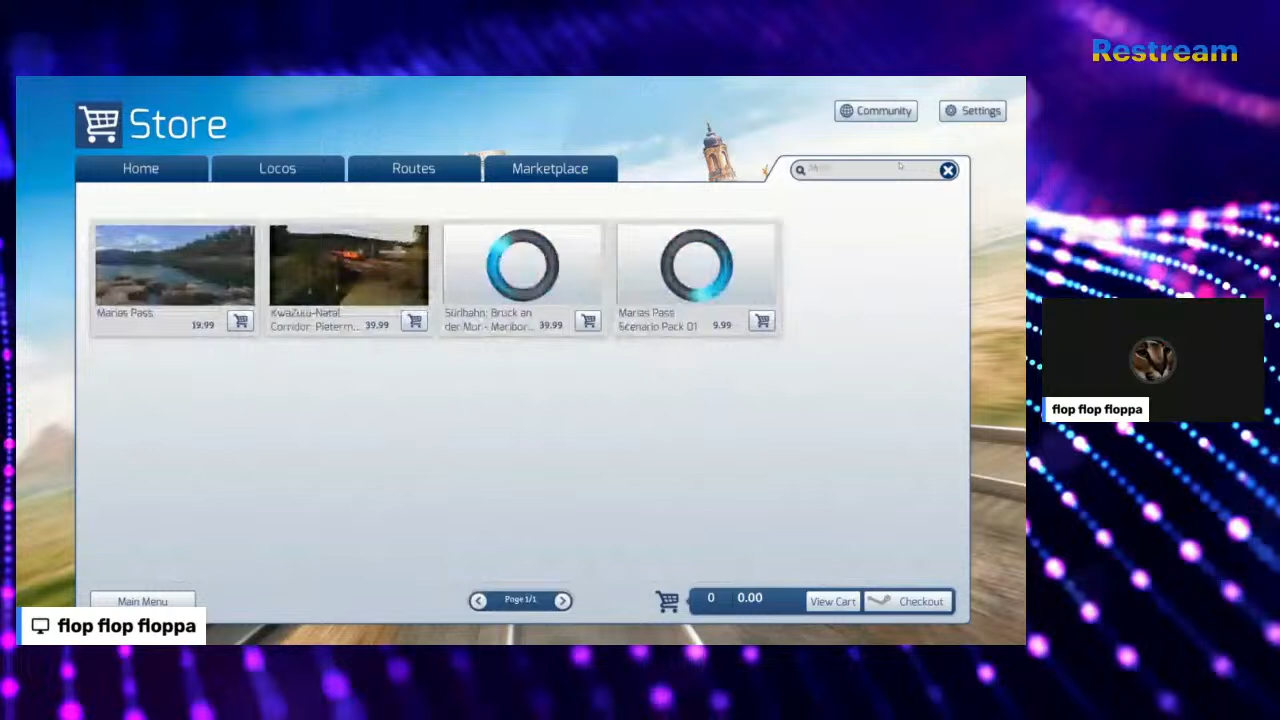 Restream
Store
Community
Settings
Home
Locos
Routes
Marketplace
Marias Pass
19.99
KwaZulu-Natal
Corridor: Pieterm... 39.99
Südbahn: Bruck an
der Mur - Maribor... 39.99
Marias Pass
Scenario Pack 01 9.99
flop flop floppa
Main Menu
Page 1/1
0 0.00
View Cart
Checkout
flop flop floppa